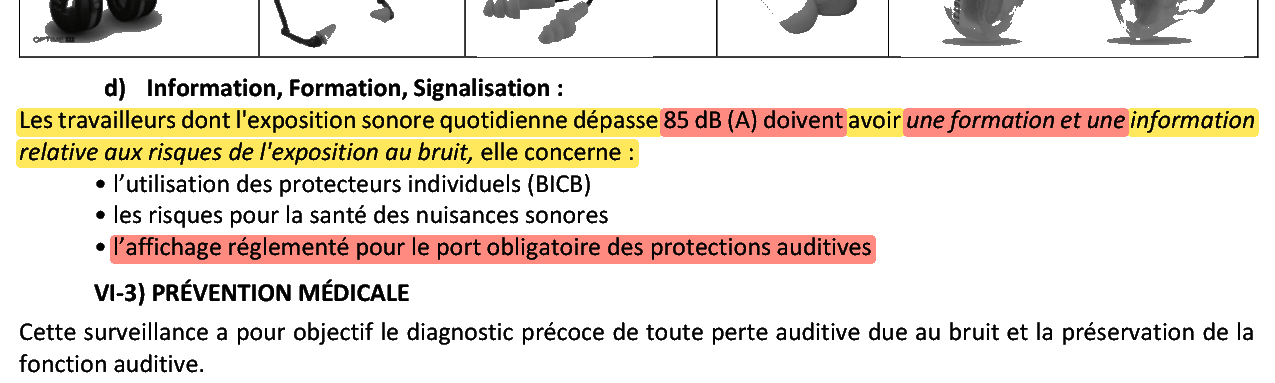 d) Information, Formation, Signalisation :
Les travailleurs dont l'exposition sonore quotidienne dépasse 85 dB (A) doivent avoir une formation et une information
relative aux risques de l'exposition au bruit, elle concerne :
• l’utilisation des protecteurs individuels (BICB)
• les risques pour la santé des nuisances sonores
• l’affichage réglementé pour le port obligatoire des protections auditives
VI-3) PRÉVENTION MÉDICALE
Cette surveillance a pour objectif le diagnostic précoce de toute perte auditive due au bruit et la préservation de la
fonction auditive.